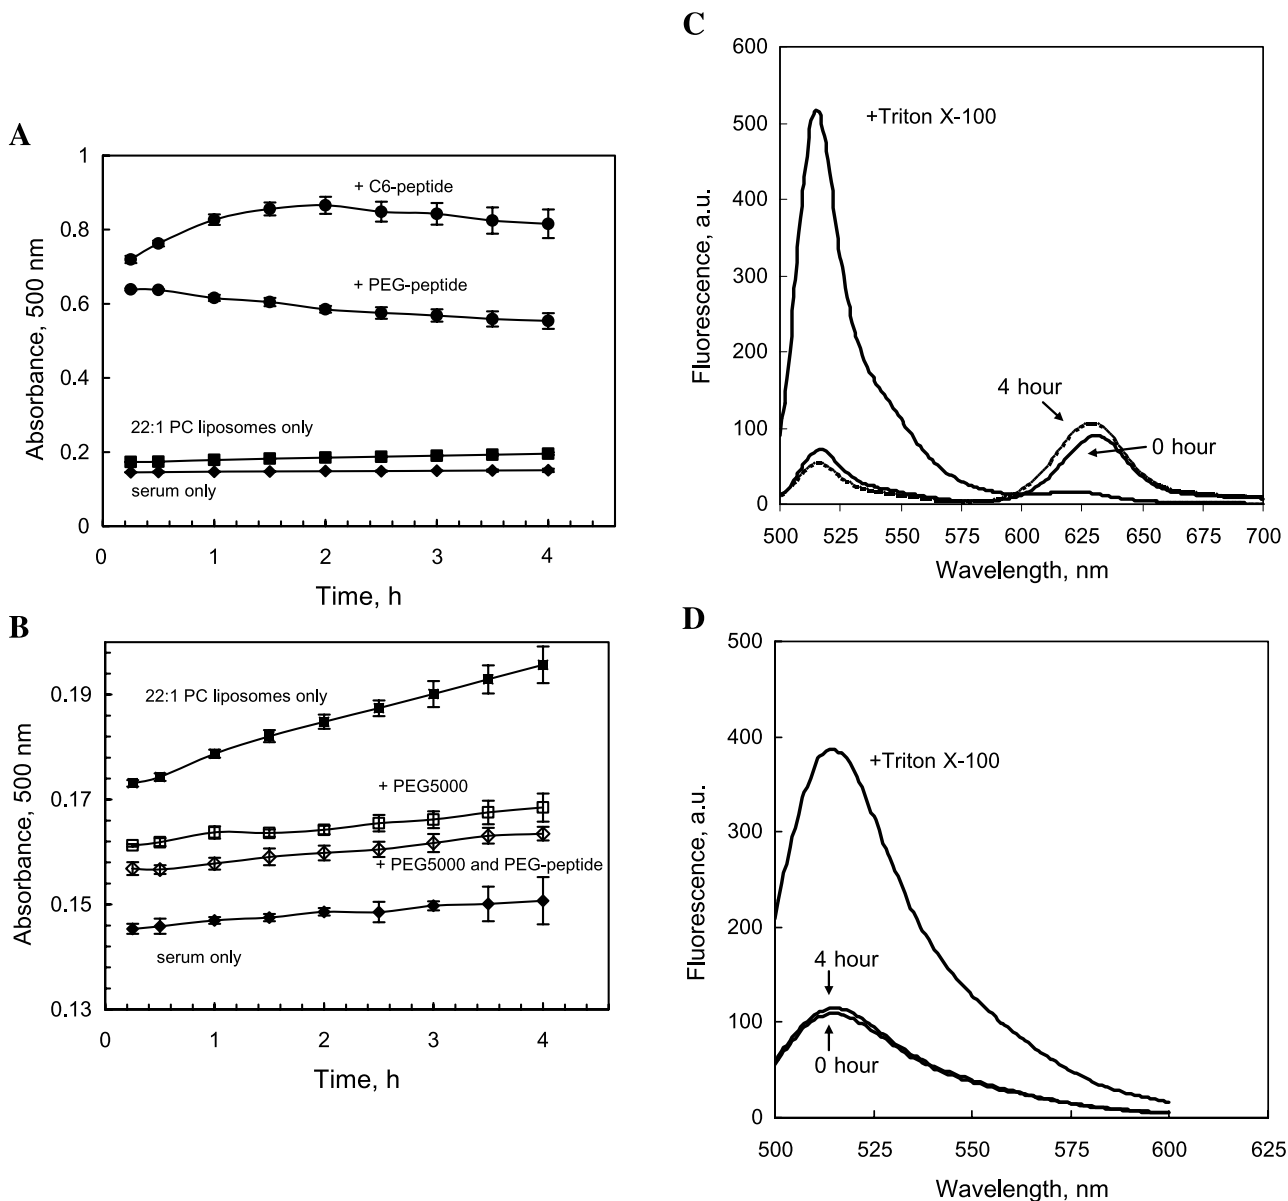 A
Absorbance, 500 nm
1
0.8
0.6
0.4
0.2
0
+ C6-peptide
+ PEG-peptide
22:1 PC liposomes only
serum only
0 1 2 3 4
Time, h
B
Absorbance, 500 nm
0.19
0.17
0.15
0.13
22:1 PC liposomes only
+ PEG5000
+ PEG5000 and PEG-peptide
serum only
0 1 2 3 4
Time, h
C
Fluorescence, a.u.
600
500
400
300
200
100
0
+Triton X-100
4 hour
0 hour
500 525 550 575 600 625 650 675 700
Wavelength, nm
D
Fluorescence, a.u.
500
400
300
200
100
0
+Triton X-100
4 hour
0 hour
500 525 550 575 600 625
Wavelength, nm